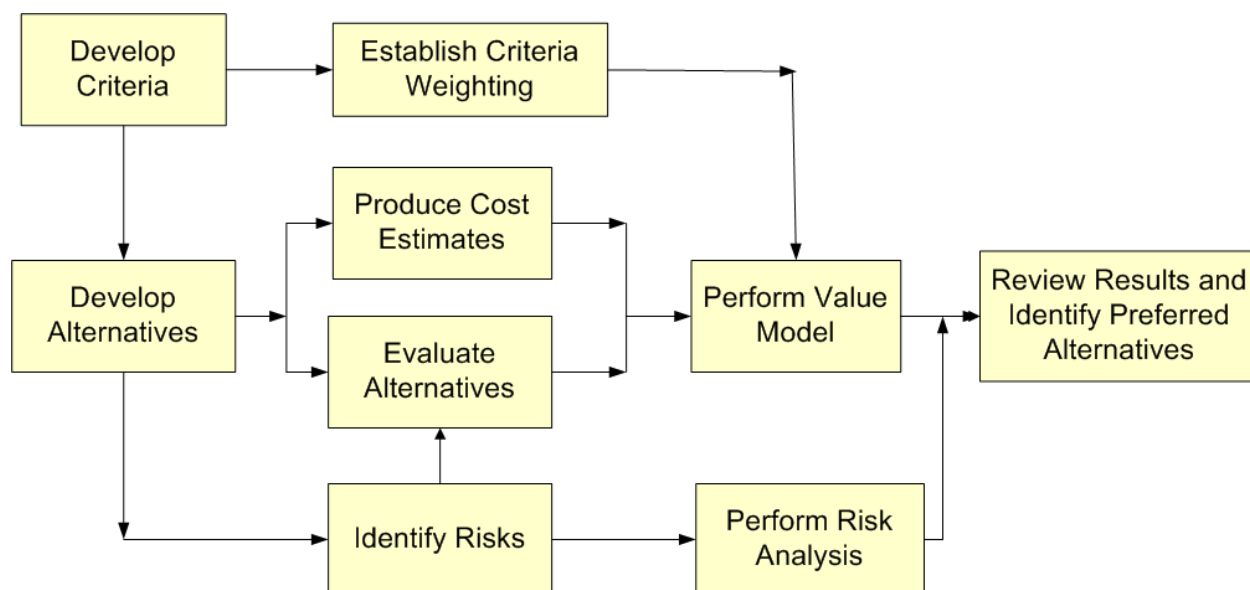 Develop
Criteria
Establish Criteria
Weighting
Produce Cost
Estimates
Develop
Alternatives
Evaluate
Alternatives
Perform Value
Model
Review Results and
Identify Preferred
Alternatives
Identify Risks
Perform Risk
Analysis